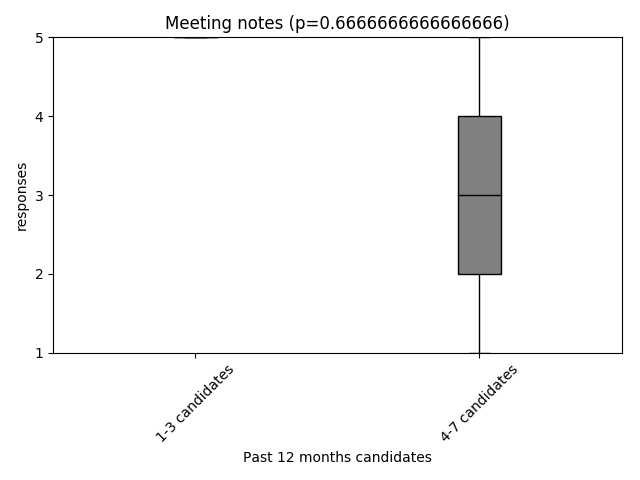 Meeting notes (p=0.6666666666666666)
5
4
3
2
1
responses
1-3 candidates
4-7 candidates
Past 12 months candidates